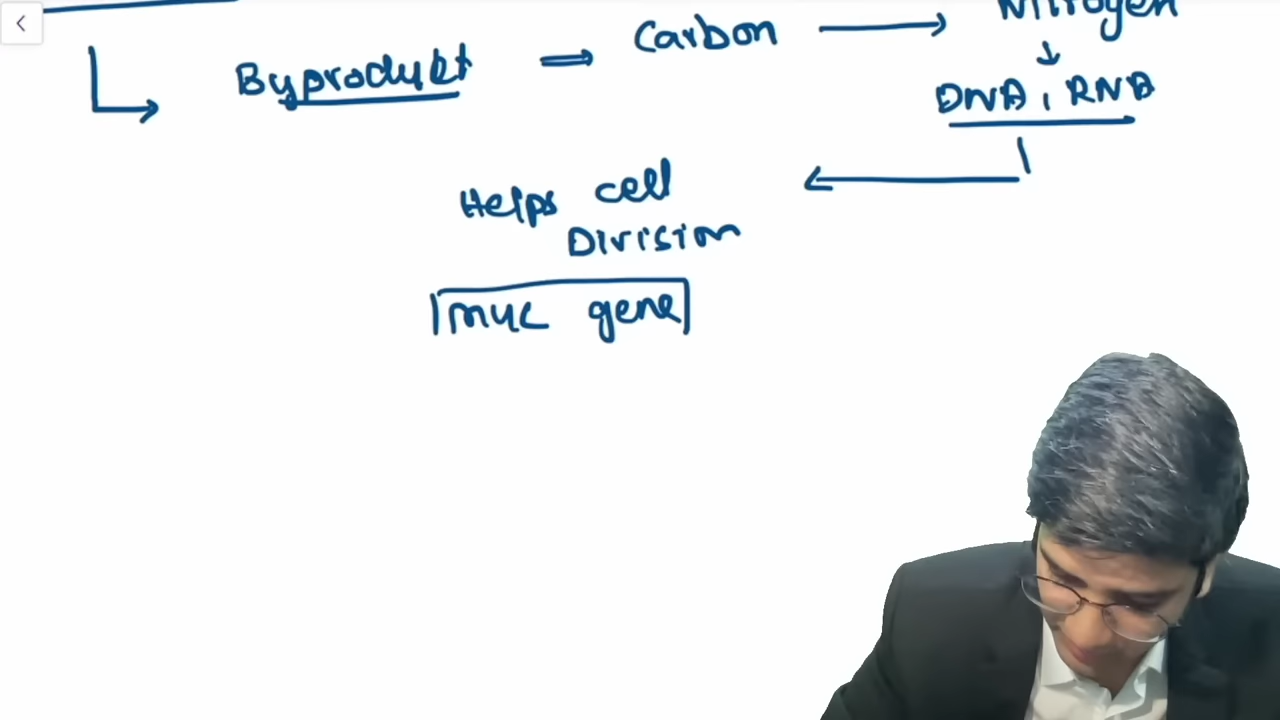 Nitrogen
Byproduct ⇒ Carbon →
↓
DNA, RNA
Helps cell
Division
myc gene